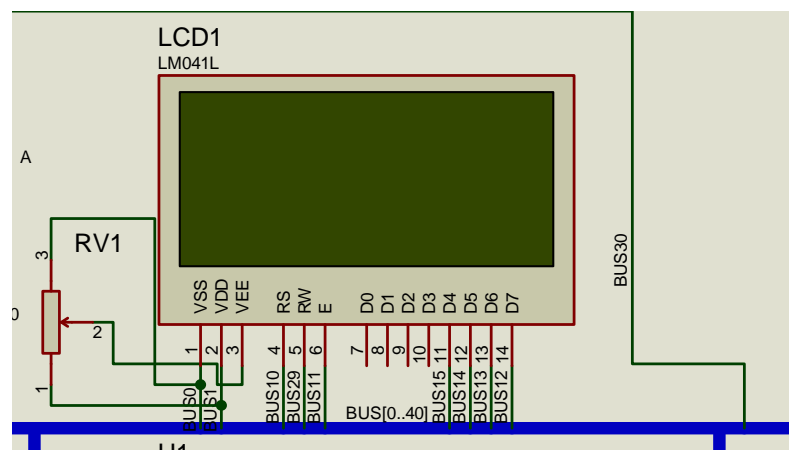 LCD1
LM041L
A
RV1
BUS30
3
2
1
0
VSS
VDD
VEE
RS
RW
E
D0
D1
D2
D3
D4
D5
D6
D7
1
2
3
4
5
6
7
8
9
10
11
12
13
14
BUS0
BUS1
BUS10
BUS29
BUS11
BUS[0..40]
BUS15
BUS14
BUS13
BUS12